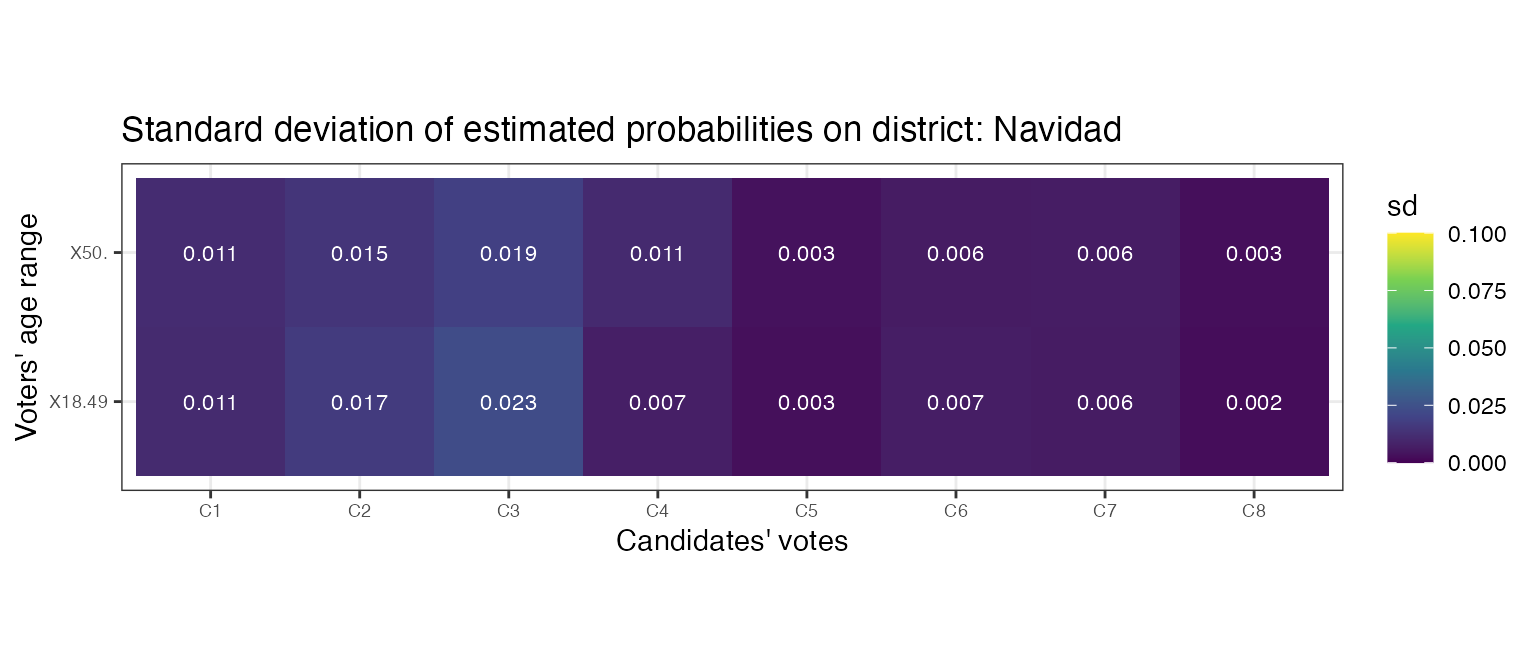 Standard deviation of estimated probabilities on district: Navidad
Voters' age range
X50.
0.011 0.015 0.019 0.011 0.003 0.006 0.006 0.003
X18.49
0.011 0.017 0.023 0.007 0.003 0.007 0.006 0.002
C1 C2 C3 C4 C5 C6 C7 C8
Candidates' votes
sd
0.100
0.075
0.050
0.025
0.000